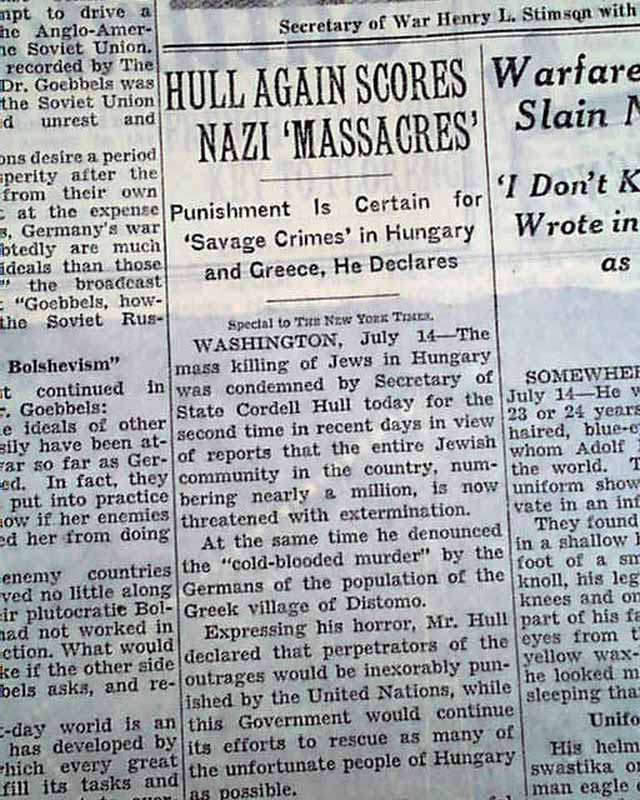 Secretary of War Henry L. Stimson with
mpt to drive a
he Anglo-Amer-
he Soviet Union.
recorded by The
Dr. Goebbels was
the Soviet Union
d unrest and
ons desire a period
sperity after the
from their own
t at the expense
s, Germany's war
btedly are much
ideals than those
" the broadcast
: "Goebbels, how-
the Soviet Rus-
Bolshevism"
t continued in
r. Goebbels:
e ideals of other
sily have been at-
ar so far as Ger-
ed. In fact, they
put into practice
ow if her enemies
ed her from doing
enemy countries
ved no little along
ir plutocratic Bol-
had not worked in
ction. What would
ke if the other side
bels asks, and re-
t-day world is an
has developed by
which every great
fill its tasks and
HULL AGAIN SCORES
NAZI 'MASSACRES'
Punishment Is Certain for
'Savage Crimes' in Hungary
and Greece, He Declares
Special to THE NEW YORK TIMES.
WASHINGTON, July 14—The
mass killing of Jews in Hungary
was condemned by Secretary of
State Cordell Hull today for the
second time in recent days in view
of reports that the entire Jewish
community in the country, num-
bering nearly a million, is now
threatened with extermination.
At the same time he denounced
the "cold-blooded murder" by the
Germans of the population of the
Greek village of Distomo.
Expressing his horror, Mr. Hull
declared that perpetrators of the
outrages would be inexorably pun-
ished by the United Nations, while
this Government would continue
its efforts to rescue as many of
the unfortunate people of Hungary
as possible.
Warfare
Slain N
'I Don't K
Wrote in
as
SOMEWHER
July 14—He w
23 or 24 years
haired, blue-e
whom Adolf
the world. T
uniform show
vate in an in
They found
in a shallow
foot of a sm
knoll, his leg
knees and on
part of his fa
eyes from t
yellow wax-
he looked m
sleeping tha
Unifo
His helm
swastika o
man eagle